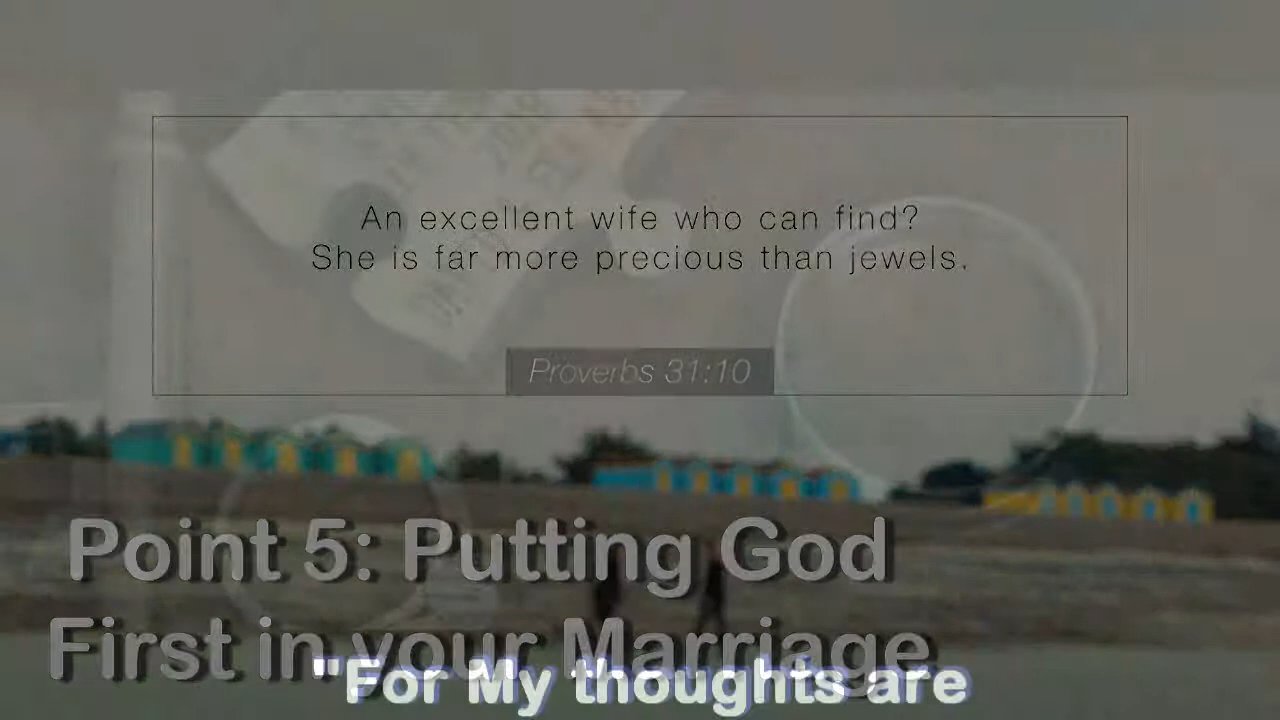 An excellent wife who can find?
She is far more precious than jewels.
Proverbs 31:10
Point 5: Putting God
First in your Marriage
"For My thoughts are